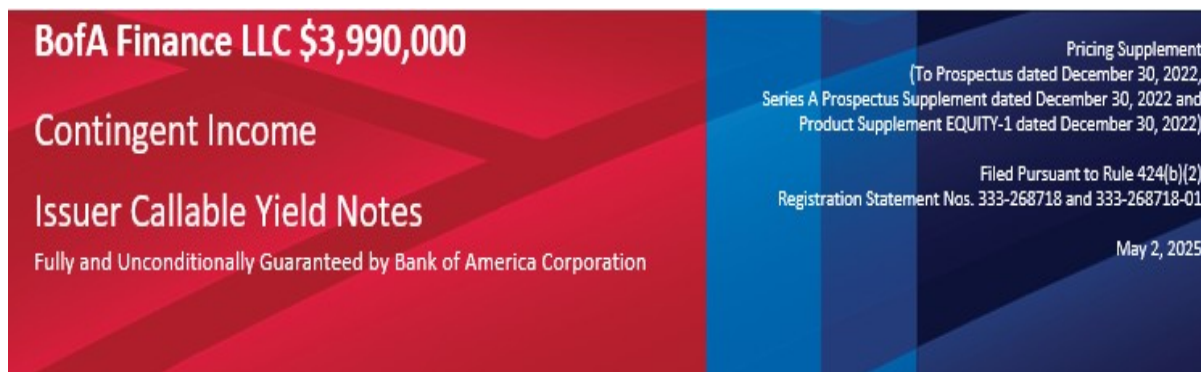 BofA Finance LLC $3,990,000
Contingent Income
Issuer Callable Yield Notes
Fully and Unconditionally Guaranteed by Bank of America Corporation
Pricing Supplement
(To Prospectus dated December 30, 2022,
Series A Prospectus Supplement dated December 30, 2022 and
Product Supplement EQUITY-1 dated December 30, 2022)
Filed Pursuant to Rule 424(b)(2)
Registration Statement Nos. 333-268718 and 333-268718-01
May 2, 2025